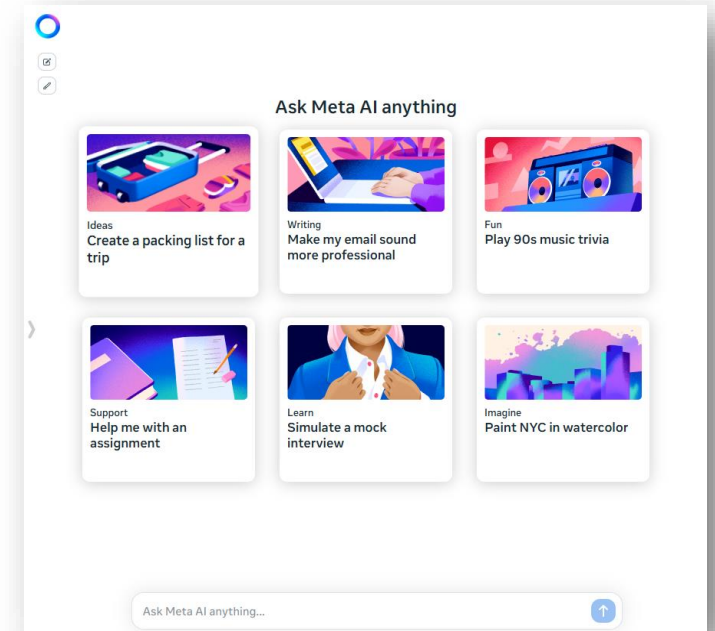 Ask Meta AI anything
Ideas
Create a packing list for a
trip
Writing
Make my email sound
more professional
Fun
Play 90s music trivia
Support
Help me with an
assignment
Learn
Simulate a mock
interview
Imagine
Paint NYC in watercolor
Ask Meta AI anything...